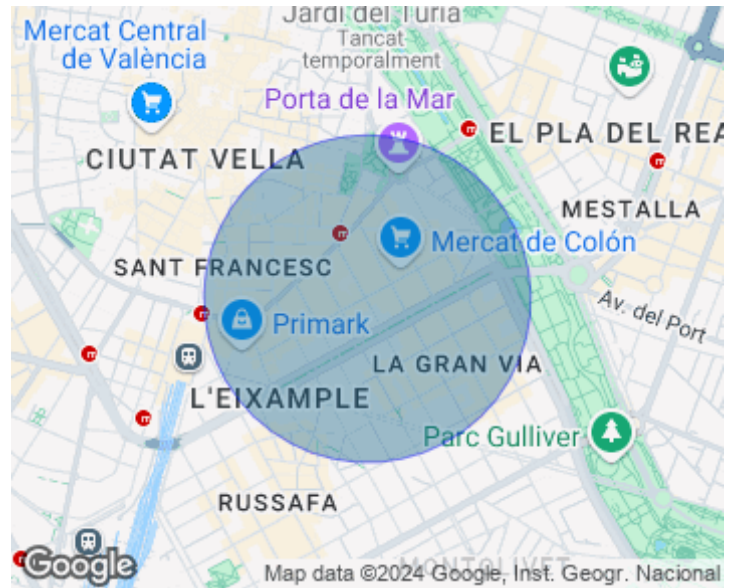 Jardí del Túria
Tancat
temporalment
Mercat Central
de València
Porta de la Mar
EL PLA DEL REA
CIUTAT VELLA
MESTALLA
Mercat de Colón
SANT FRANCESC
Av. del Port
Primark
LA GRAN VIA
L'EIXAMPLE
Parc Gulliver
RUSSAFA
MONTOLIVET
Google
Map data ©2024 Google, Inst. Geogr. Nacional